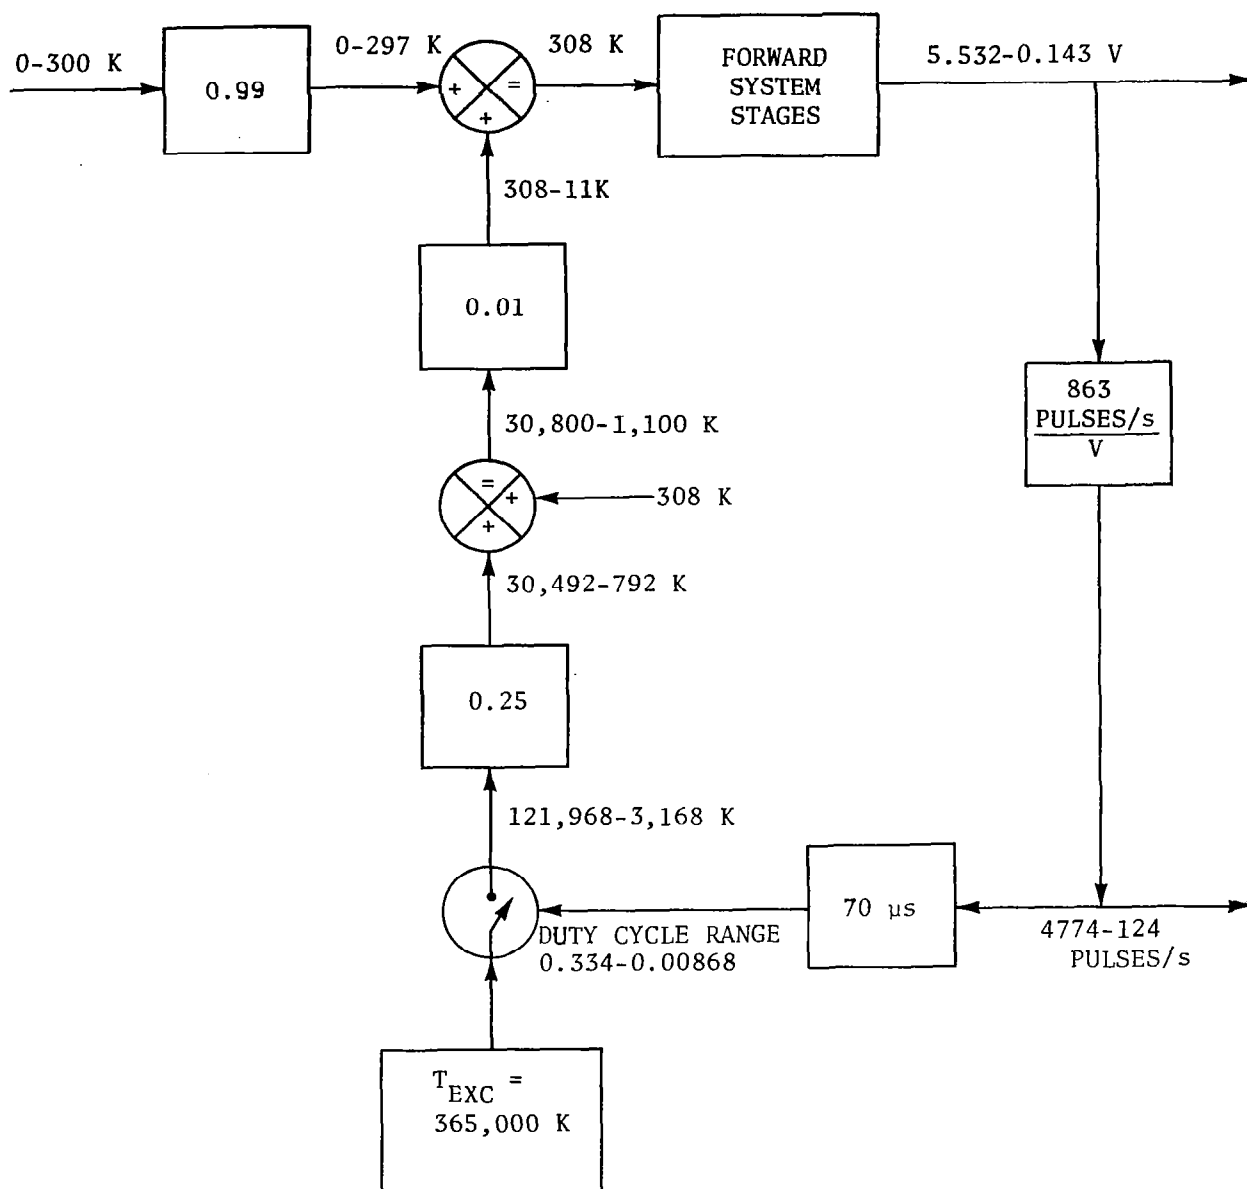 0-300 K
0.99
0-297 K
+ = +
308 K
FORWARD
SYSTEM
STAGES
5.532-0.143 V
308-11K
0.01
863
PULSES/s
V
30,800-1,100 K
= + +
308 K
30,492-792 K
0.25
121,968-3,168 K
70 µs
DUTY CYCLE RANGE
0.334-0.00868
4774-124
PULSES/s
TEXC =
365,000 K